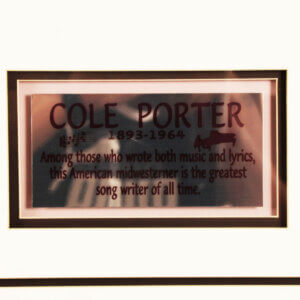 COLE PORTER
1893-1964
Among those who wrote both music and lyrics,
this American midwesterner is the greatest
song writer of all time.